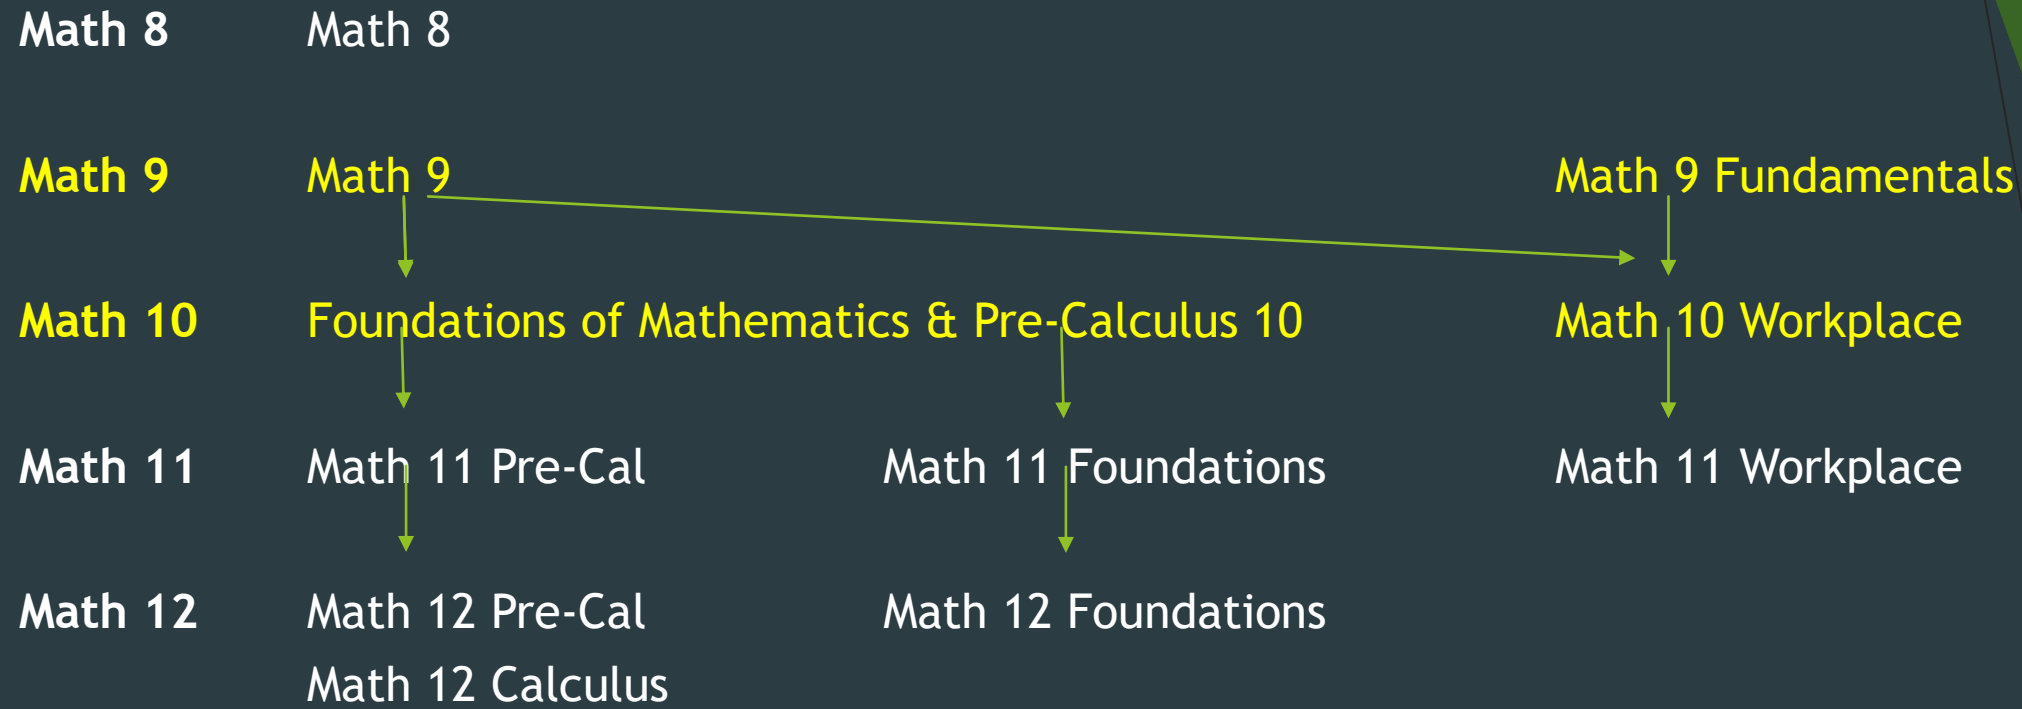 Math 8 Math 8
Math 9 Math 9 Math 9 Fundamentals
Math 10 Foundations of Mathematics & Pre-Calculus 10 Math 10 Workplace
Math 11 Math 11 Pre-Cal Math 11 Foundations Math 11 Workplace
Math 12 Math 12 Pre-Cal Math 12 Foundations
Math 12 Calculus